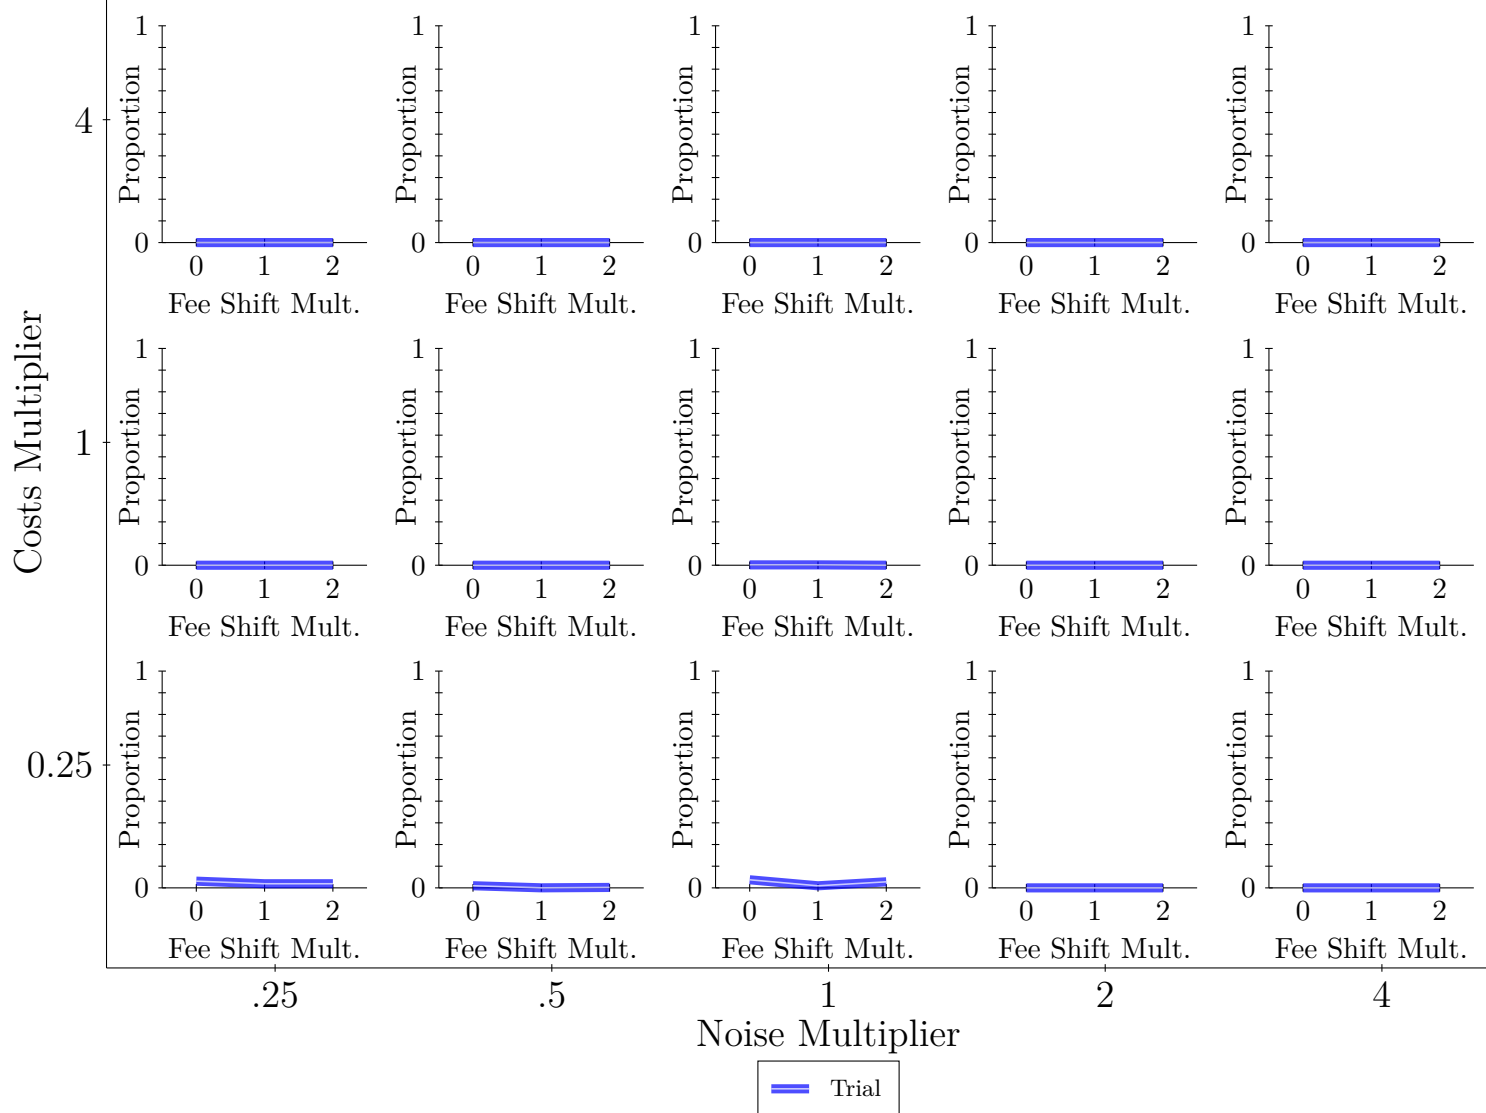 1 1 1 1 1
Proportion Proportion Proportion Proportion Proportion
4
0 0 0 0 0
0 1 2 0 1 2 0 1 2 0 1 2 0 1 2
Fee Shift Mult. Fee Shift Mult. Fee Shift Mult. Fee Shift Mult. Fee Shift Mult.
Costs Multiplier
1 1 1 1 1
Proportion Proportion Proportion Proportion Proportion
1
0 0 0 0 0
0 1 2 0 1 2 0 1 2 0 1 2 0 1 2
Fee Shift Mult. Fee Shift Mult. Fee Shift Mult. Fee Shift Mult. Fee Shift Mult.
1 1 1 1 1
Proportion Proportion Proportion Proportion Proportion
0.25
0 0 0 0 0
0 1 2 0 1 2 0 1 2 0 1 2 0 1 2
Fee Shift Mult. Fee Shift Mult. Fee Shift Mult. Fee Shift Mult. Fee Shift Mult.
.25 .5 1 2 4
Noise Multiplier
Trial